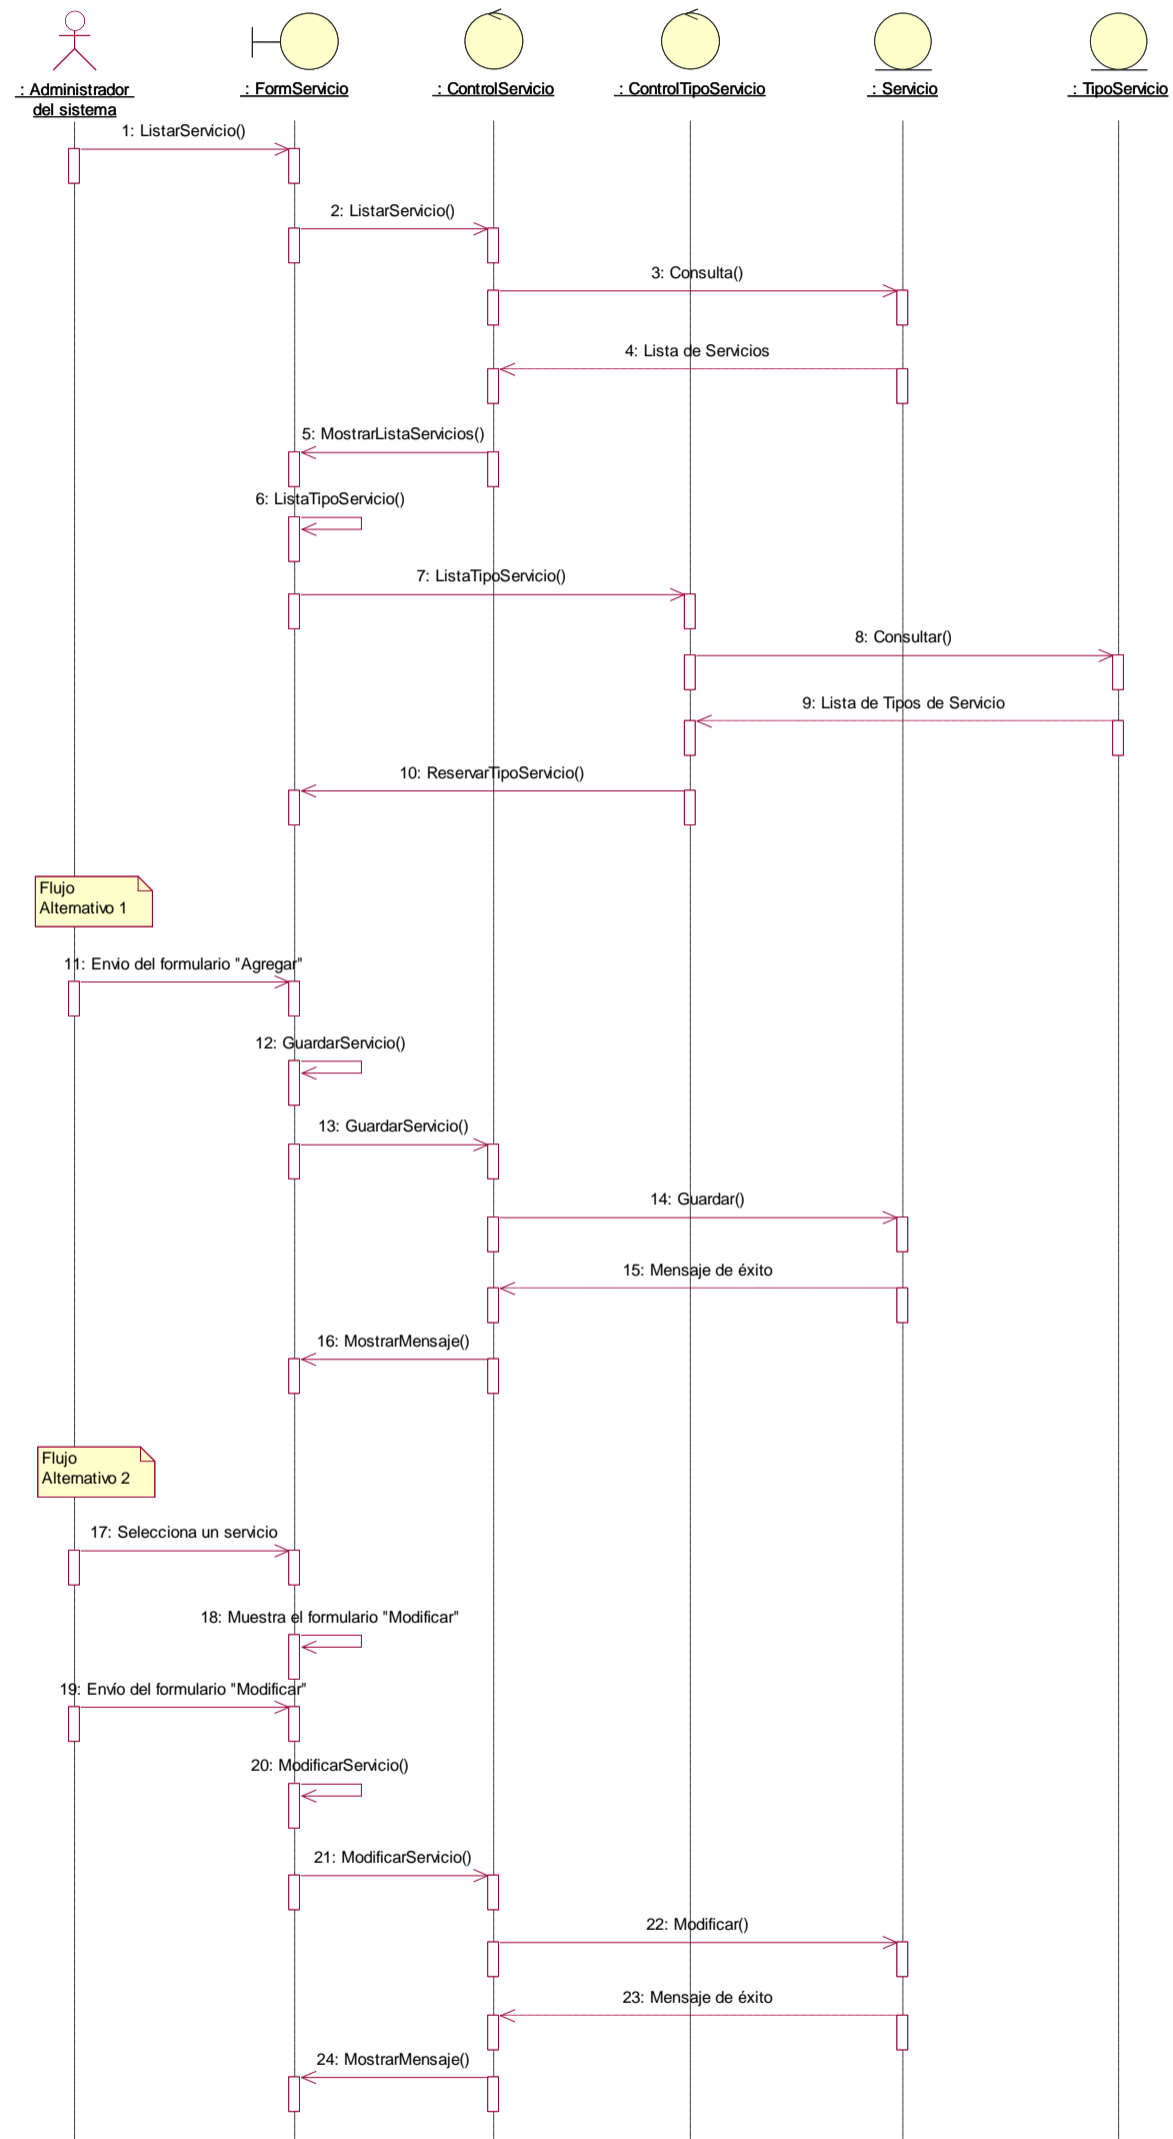 : Administrador
del sistema
: FormServicio
: ControlServicio
: ControlTipoServicio
: Servicio
: TipoServicio
1: ListarServicio()
2: ListarServicio()
3: Consulta()
4: Lista de Servicios
5: MostrarListaServicios()
6: ListaTipoServicio()
7: ListaTipoServicio()
8: Consultar()
9: Lista de Tipos de Servicio
10: ReservarTipoServicio()
Flujo
Alternativo 1
11: Envio del formulario "Agregar"
12: GuardarServicio()
13: GuardarServicio()
14: Guardar()
15: Mensaje de éxito
16: MostrarMensaje()
Flujo
Alternativo 2
17: Selecciona un servicio
18: Muestra el formulario "Modificar"
19: Envío del formulario "Modificar"
20: ModificarServicio()
21: ModificarServicio()
22: Modificar()
23: Mensaje de éxito
24: MostrarMensaje()